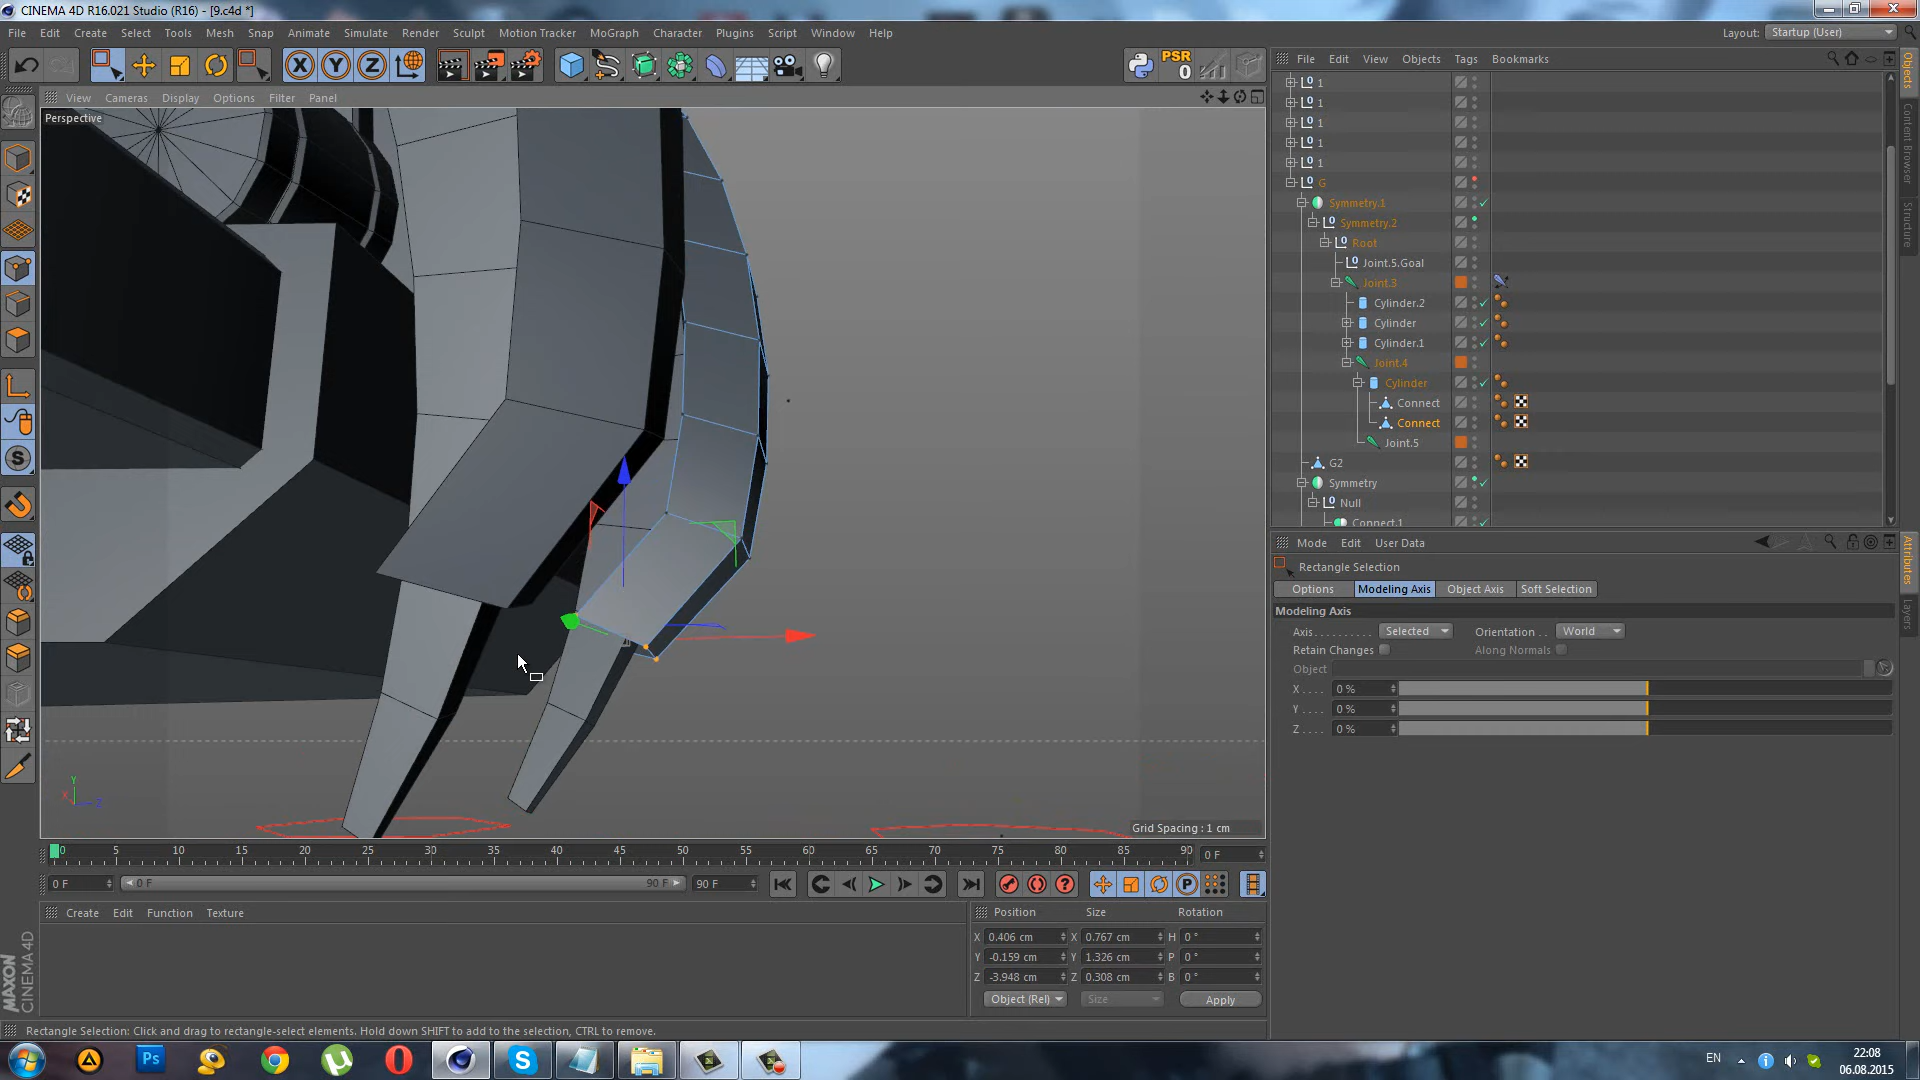 CINEMA 4D R16.021 Studio (R16) - [9.c4d *]
File Edit Create Select Tools Mesh Snap Animate Simulate Render Sculpt Motion Tracker MoGraph Character Plugins Script Window Help
Layout: Startup (User)
PSR
0
File Edit View Objects Tags Bookmarks
View Cameras Display Options Filter Panel
Perspective
1
1
1
1
1
G
Symmetry.1
Symmetry.2
Root
Joint.5.Goal
Joint.3
Cylinder.2
Cylinder
Cylinder.1
Joint.4
Cylinder
Connect
Connect
Joint.5
G2
Symmetry
Null
Connect.1
Objects
Content Browser
Structure
Mode Edit User Data
Rectangle Selection
Options Modeling Axis Object Axis Soft Selection
Modeling Axis
Axis Selected Orientation World
Retain Changes Along Normals
Object
X 0 %
Y 0 %
Z 0 %
Attributes
Layers
Grid Spacing : 1 cm
0 5 10 15 20 25 30 35 40 45 50 55 60 65 70 75 80 85 90
0 F
0 F 0 F 90 F 90 F
Create Edit Function Texture
Position Size Rotation
X 0.406 cm X 0.767 cm H 0 °
Y -0.159 cm Y 1.326 cm P 0 °
Z -3.948 cm Z 0.308 cm B 0 °
Object (Rel) Size Apply
MAXON
CINEMA 4D
Rectangle Selection: Click and drag to rectangle-select elements. Hold down SHIFT to add to the selection, CTRL to remove.
EN
22:08
06.08.2015